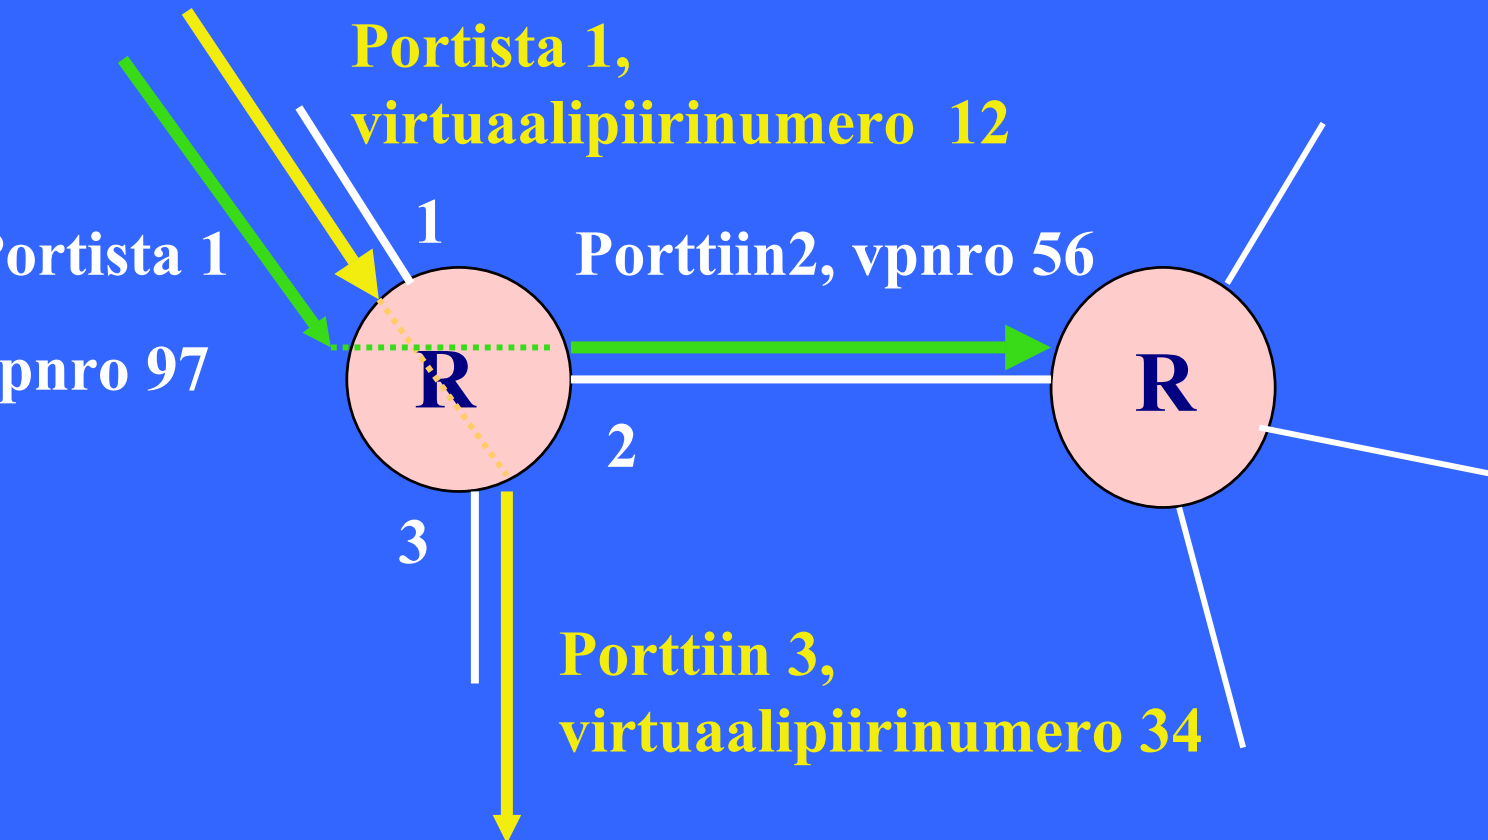 Portista 1,
virtuaalipiirinumero 12
1
ortista 1
Porttiin2, vpnro 56
pnro 97
R
R
2
3
Porttiin 3,
virtuaalipiirinumero 34